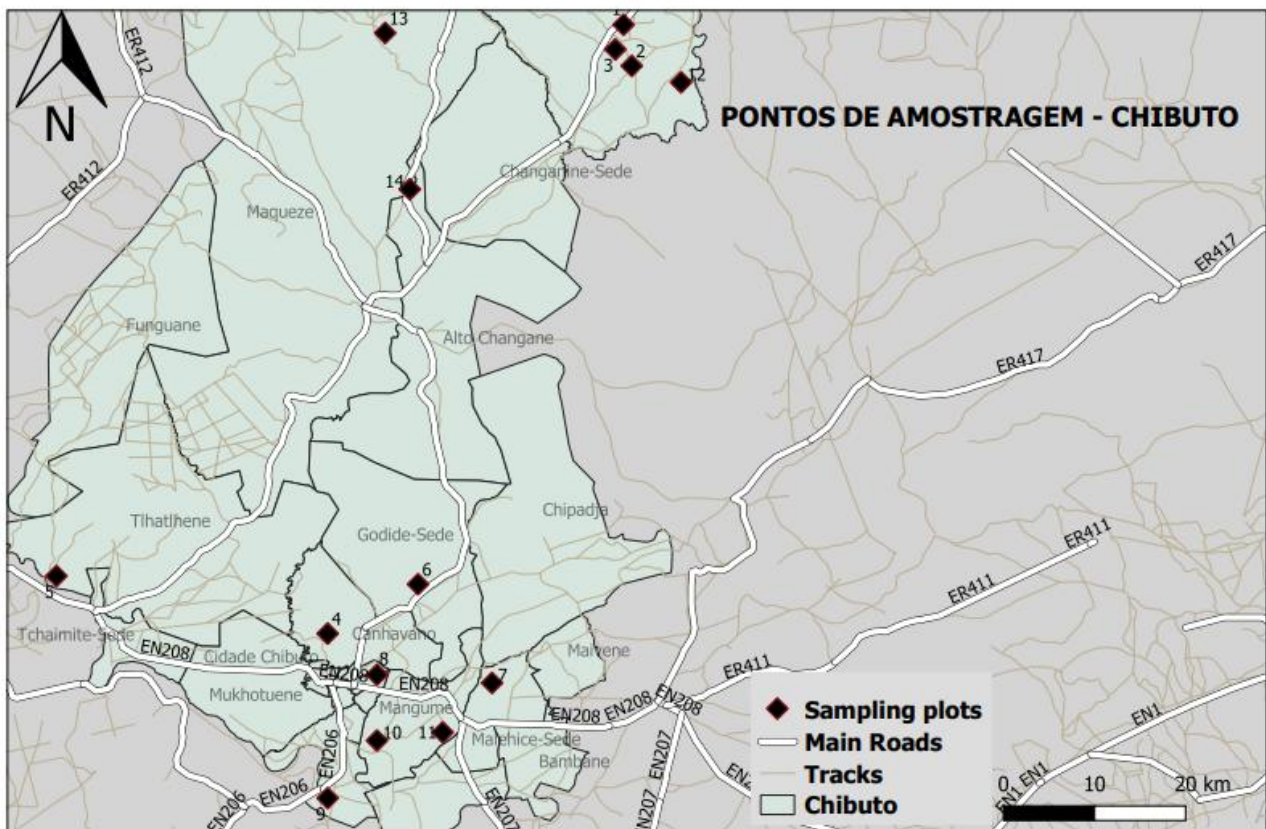 1
13
ER412
2
3
12
N
PONTOS DE AMOSTRAGEM - CHIBUTO
ER412
14
Changanine-Sede
Maqueze
ER417
Funguane
Alto Changane
ER417
Chipadja
Tlhatlhene
Godide-Sede
ER411
6
5
ER411
4
Tchaimite-Sede
Canhavano
EN208
Maivene
Cidade Chibuto
8
ER411
7
EN208
EN208
Mukhotuene
EN208
EN208
EN208
Mangume
Sampling plots
EN1
10
11
Malehice-Sede
Main Roads
EN206
Bambane
EN207
Tracks
EN206
0 10 20 km
9
EN1
EN1
Chibuto
EN206
EN207
EN207